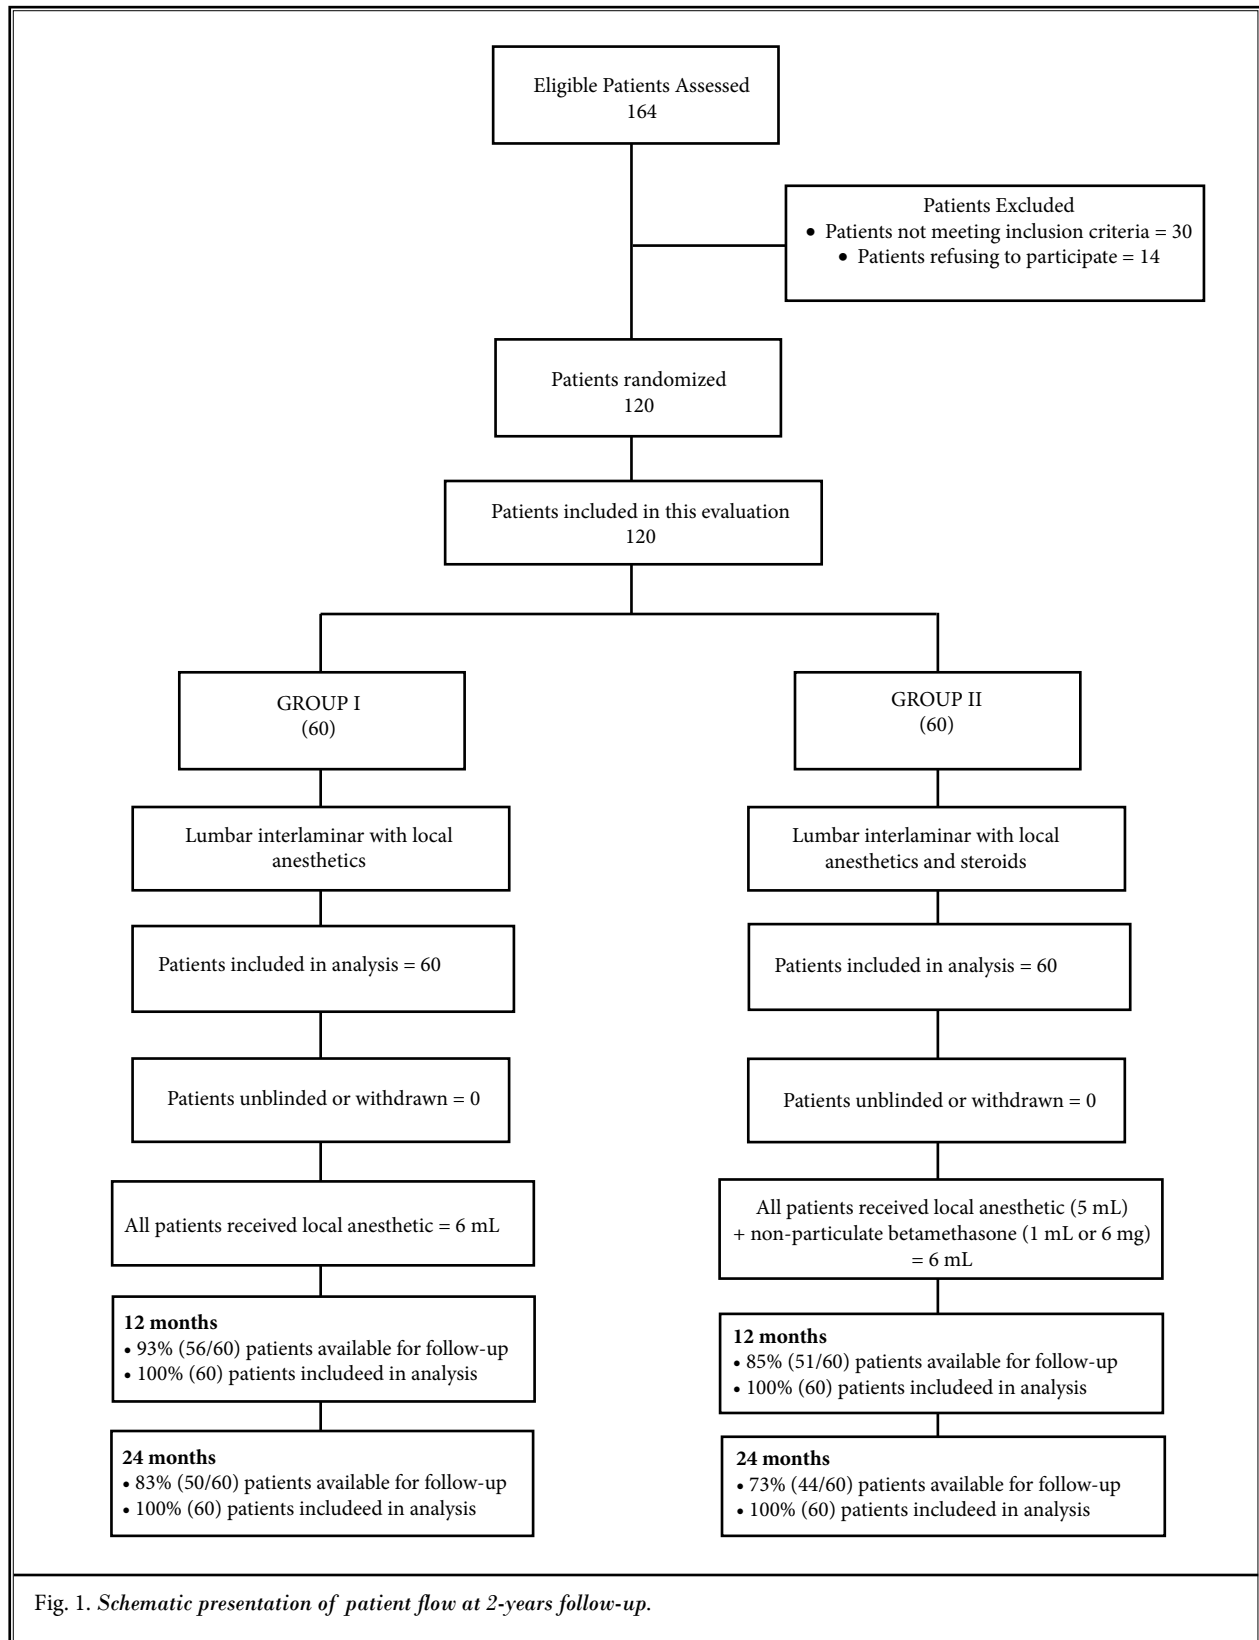 Eligible Patients Assessed
164
Patients Excluded
• Patients not meeting inclusion criteria = 30
• Patients refusing to participate = 14
Patients randomized
120
Patients included in this evaluation
120
GROUP I
(60)
Lumbar interlaminar with local
anesthetics
Patients included in analysis = 60
Patients unblinded or withdrawn = 0
All patients received local anesthetic = 6 mL
12 months
• 93% (56/60) patients available for follow-up
• 100% (60) patients includeed in analysis
24 months
• 83% (50/60) patients available for follow-up
• 100% (60) patients includeed in analysis
GROUP II
(60)
Lumbar interlaminar with local
anesthetics and steroids
Patients included in analysis = 60
Patients unblinded or withdrawn = 0
All patients received local anesthetic (5 mL)
+ non-particulate betamethasone (1 mL or 6 mg)
= 6 mL
12 months
• 85% (51/60) patients available for follow-up
• 100% (60) patients includeed in analysis
24 months
• 73% (44/60) patients available for follow-up
• 100% (60) patients includeed in analysis
Fig. 1. Schematic presentation of patient flow at 2-years follow-up.